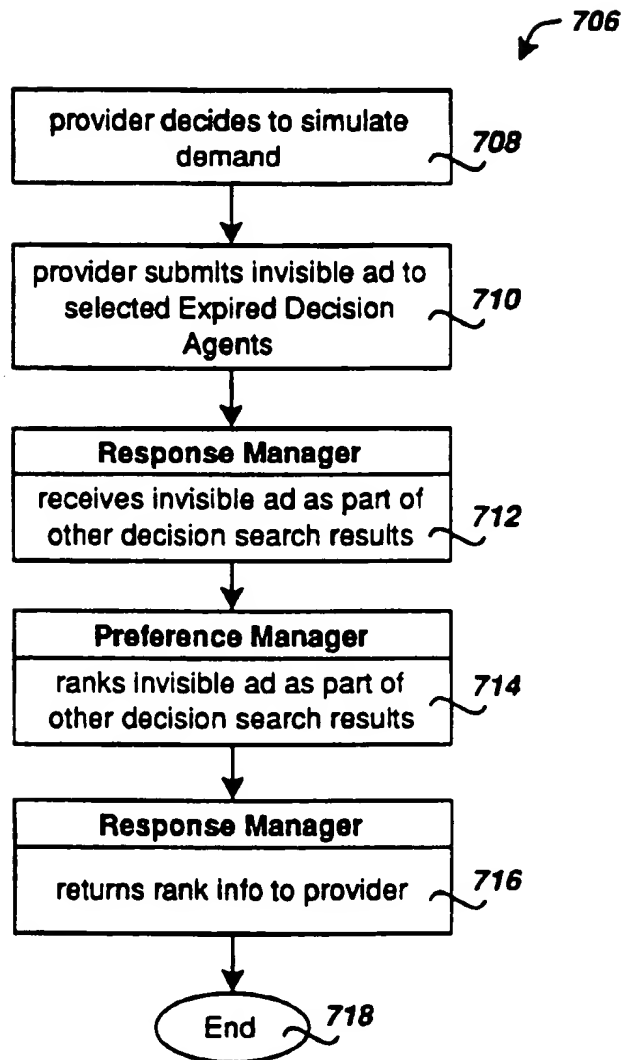 706
provider decides to simulate
demand
708
provider submits invisible ad to
selected Expired Decision
Agents
710
Response Manager
receives invisible ad as part of
other decision search results
712
Preference Manager
ranks invisible ad as part of
other decision search results
714
Response Manager
returns rank info to provider
716
End
718